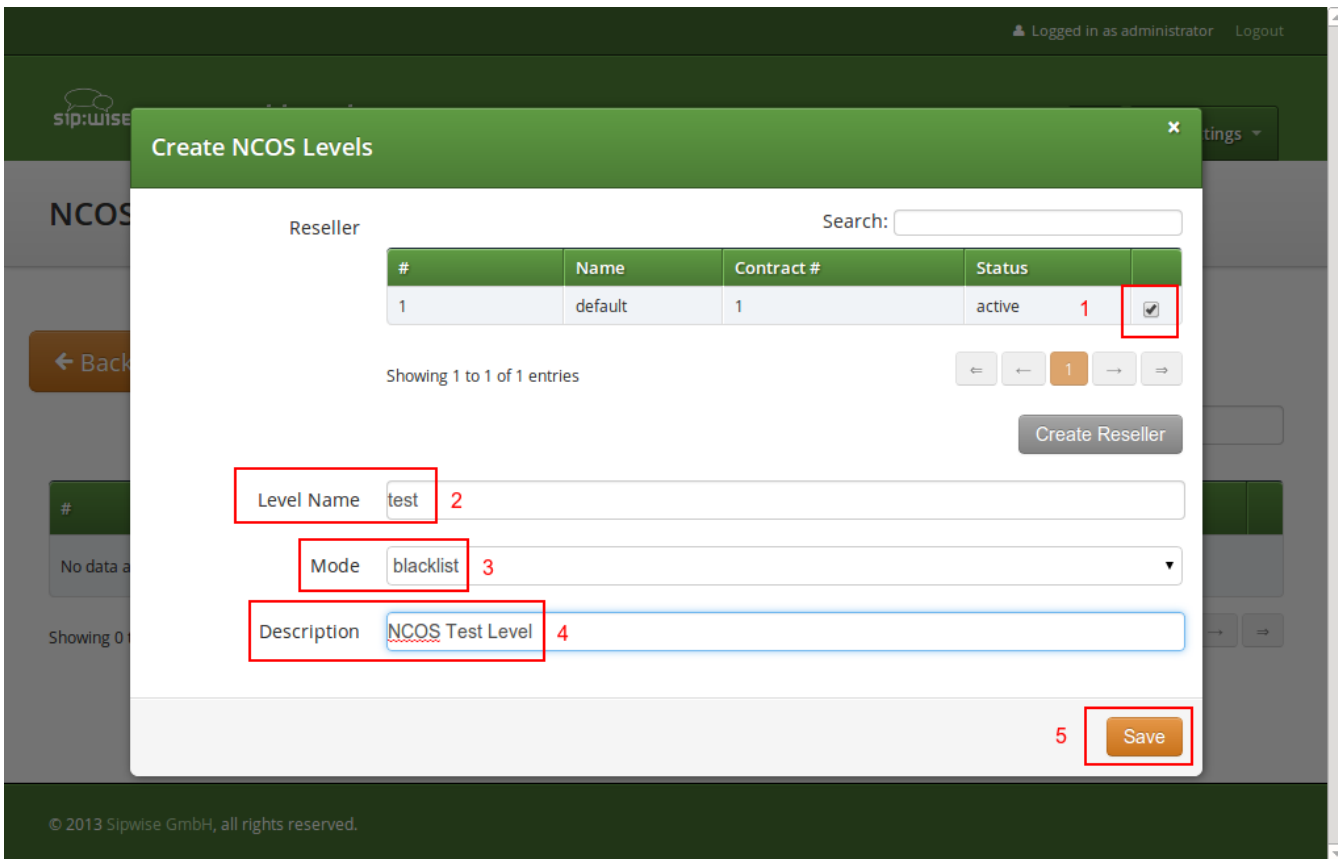 Logged in as administrator Logout
sip:wise
tings
Create NCOS Levels ×
NCOS
Reseller
Search:
# Name Contract # Status
1 default 1 active 1
← Back
Showing 1 to 1 of 1 entries
⇐ ← 1 → ⇒
Create Reseller
#
Level Name test 2
No data a
Mode blacklist 3
Showing 0
Description NCOS Test Level 4
→ ⇒
5 Save
© 2013 Sipwise GmbH, all rights reserved.